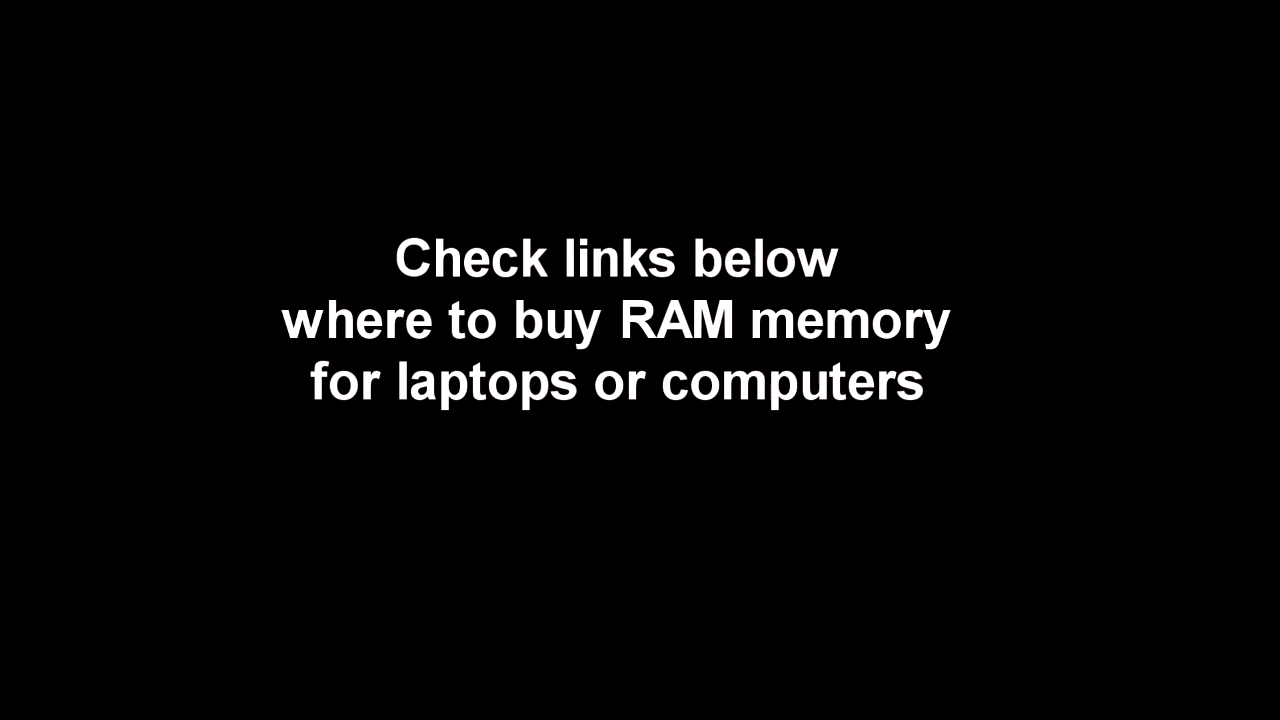 Check links below
where to buy RAM memory
for laptops or computers